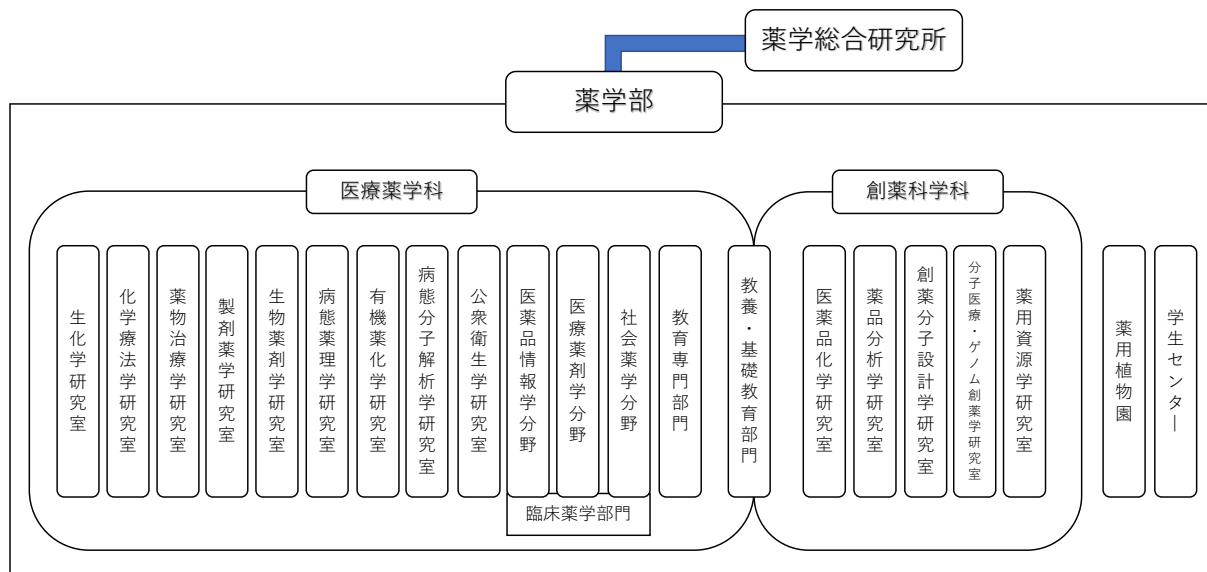 薬学総合研究所
薬学部
医療薬学科
創薬科学科
生化学研究室
化学療法学研究室
薬物治療学研究室
製剤薬学研究室
生物薬剤学研究室
病態薬理学研究室
有機薬化学研究室
病態分子解析学研究室
公衆衛生学研究室
医薬品情報学分野
医療薬剤学分野
社会薬学分野
教育専門部門
教養・基礎教育部門
医薬品化学研究室
薬品分析学研究室
創薬分子設計学研究室
分子医療・ゲノム創薬学研究室
薬用資源学研究室
薬用植物園
学生センター
臨床薬学部門